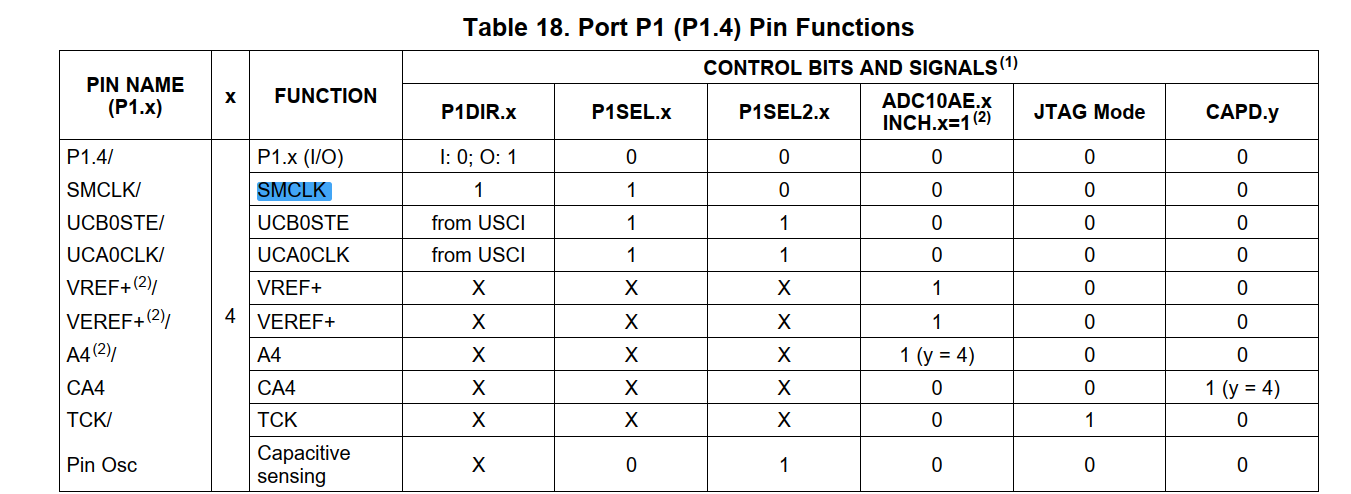 Table 18. Port P1 (P1.4) Pin Functions
PIN NAME (P1.x) x FUNCTION CONTROL BITS AND SIGNALS(1)
P1DIR.x P1SEL.x P1SEL2.x ADC10AE.x INCH.x=1(2) JTAG Mode CAPD.y
P1.4/ P1.x (I/O) I: 0; O: 1 0 0 0 0 0
SMCLK/ SMCLK 1 1 0 0 0 0
UCB0STE/ UCB0STE from USCI 1 1 0 0 0
UCA0CLK/ UCA0CLK from USCI 1 1 0 0 0
VREF+(2)/ VREF+ X X X 1 0 0
VEREF+(2)/ 4 VEREF+ X X X 1 0 0
A4(2)/ A4 X X X 1 (y = 4) 0 0
CA4 CA4 X X X 0 0 1 (y = 4)
TCK/ TCK X X X 0 1 0
Pin Osc Capacitive sensing X 0 1 0 0 0